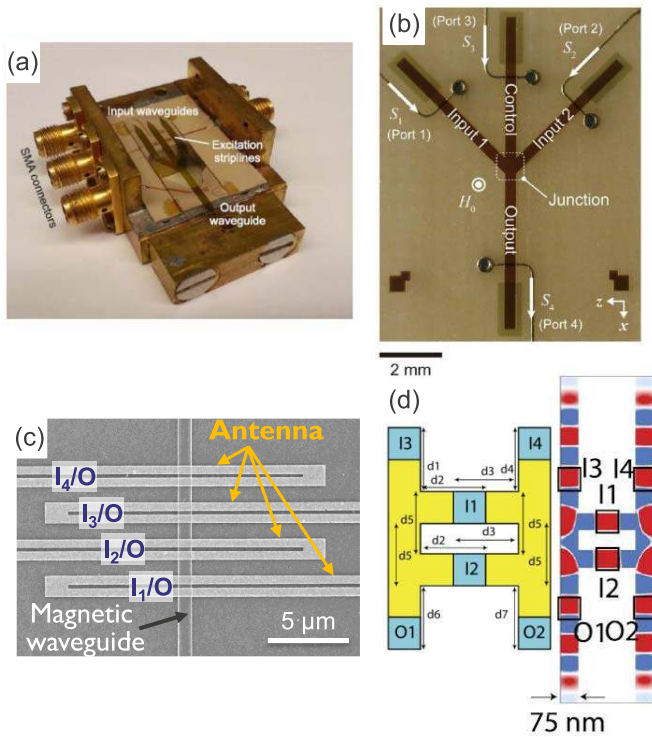 (a)
Input waveguides
Excitation
striplines
Output
waveguide
SMA connectors
(b)
(Port 3)
S3
(Port 2)
S2
S1
(Port 1)
Input 1
Control
Input 2
H0
Junction
Output
S4
(Port 4)
z
x
2 mm
(c)
Antenna
I4/O
I3/O
I2/O
I1/O
Magnetic
waveguide
5 µm
(d)
I3
I4
d1
d2
d3
d4
I1
d5
d5
d2
d3
d5
d5
I2
d6
d7
O1
O2
I3 I4
I1
I2
O1O2
75 nm